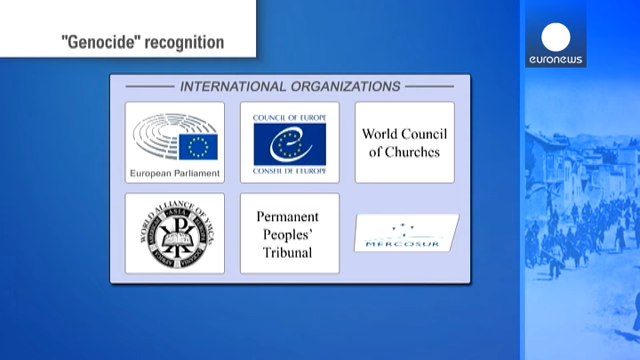 "Genocide" recognition
euronews
INTERNATIONAL ORGANIZATIONS
European Parliament
COUNCIL OF EUROPE
CONSEIL DE L'EUROPE
World Council
of Churches
WORLD ALLIANCE OF YMCAs
ASIA
Permanent
Peoples'
Tribunal
MERCOSUR